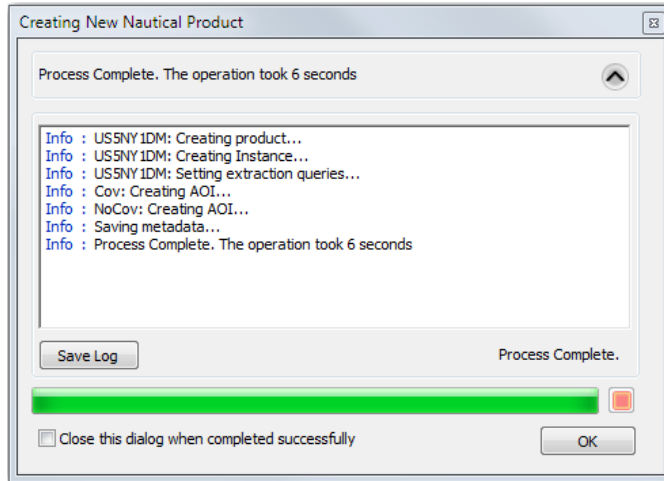 Creating New Nautical Product
Process Complete. The operation took 6 seconds
Info : US5NY1DM: Creating product...
Info : US5NY1DM: Creating Instance...
Info : US5NY1DM: Setting extraction queries...
Info : Cov: Creating AOI...
Info : NoCov: Creating AOI...
Info : Saving metadata...
Info : Process Complete. The operation took 6 seconds
Save Log
Process Complete.
Close this dialog when completed successfully
OK